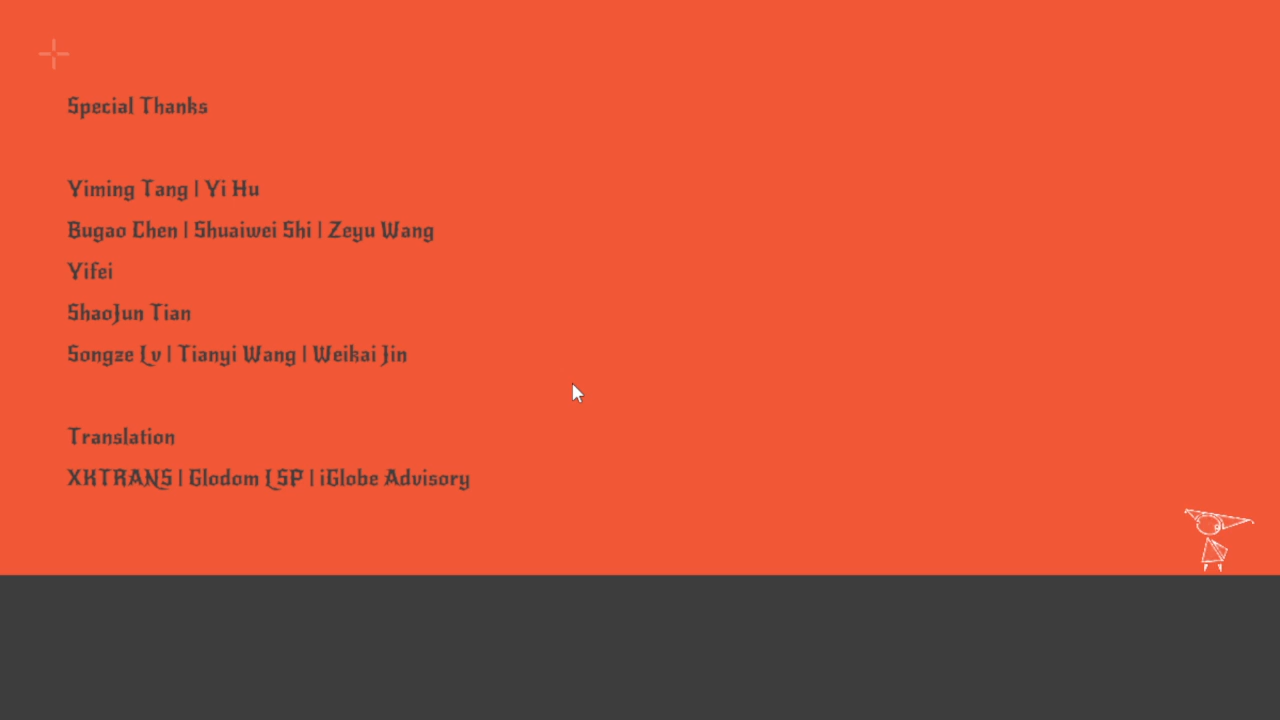 Special Thanks
Yiming Tang | Yi Hu
Bugao Chen | Shuaiwei Shi | Zeyu Wang
Yifei
ShaoJun Tian
Songze Lv | Tianyi Wang | Weikai Jin
Translation
XKTRANS | Glodom LSP | iGlobe Advisory